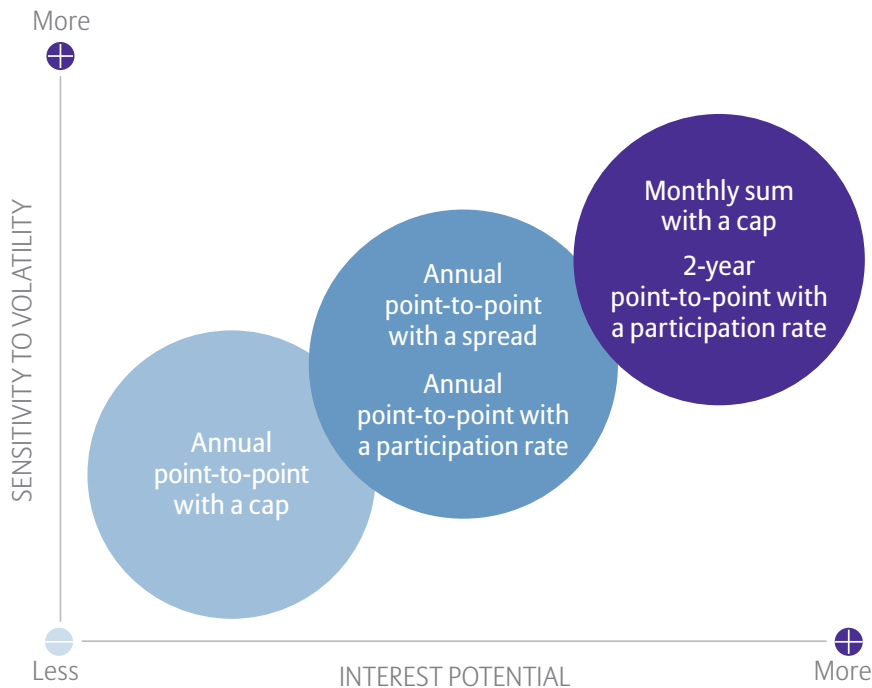 More
SENSITIVITY TO VOLATILITY
Monthly sum
with a cap
2-year
point-to-point with
a participation rate
Annual
point-to-point
with a spread
Annual
point-to-point with
a participation rate
Annual
point-to-point
with a cap
Less
INTEREST POTENTIAL
More